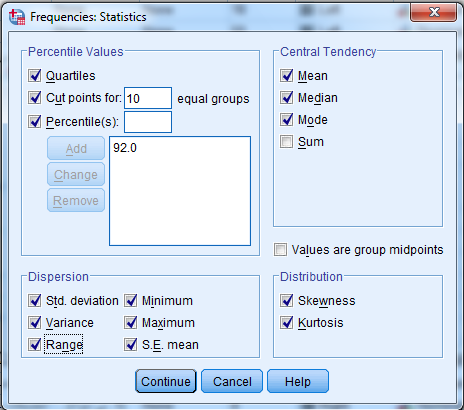 Frequencies: Statistics
Percentile Values
Quartiles
Cut points for: 10 equal groups
Percentile(s):
Add
Change
Remove
92.0
Central Tendency
Mean
Median
Mode
Sum
Values are group midpoints
Dispersion
Std. deviation Minimum
Variance Maximum
Range S.E. mean
Distribution
Skewness
Kurtosis
Continue Cancel Help